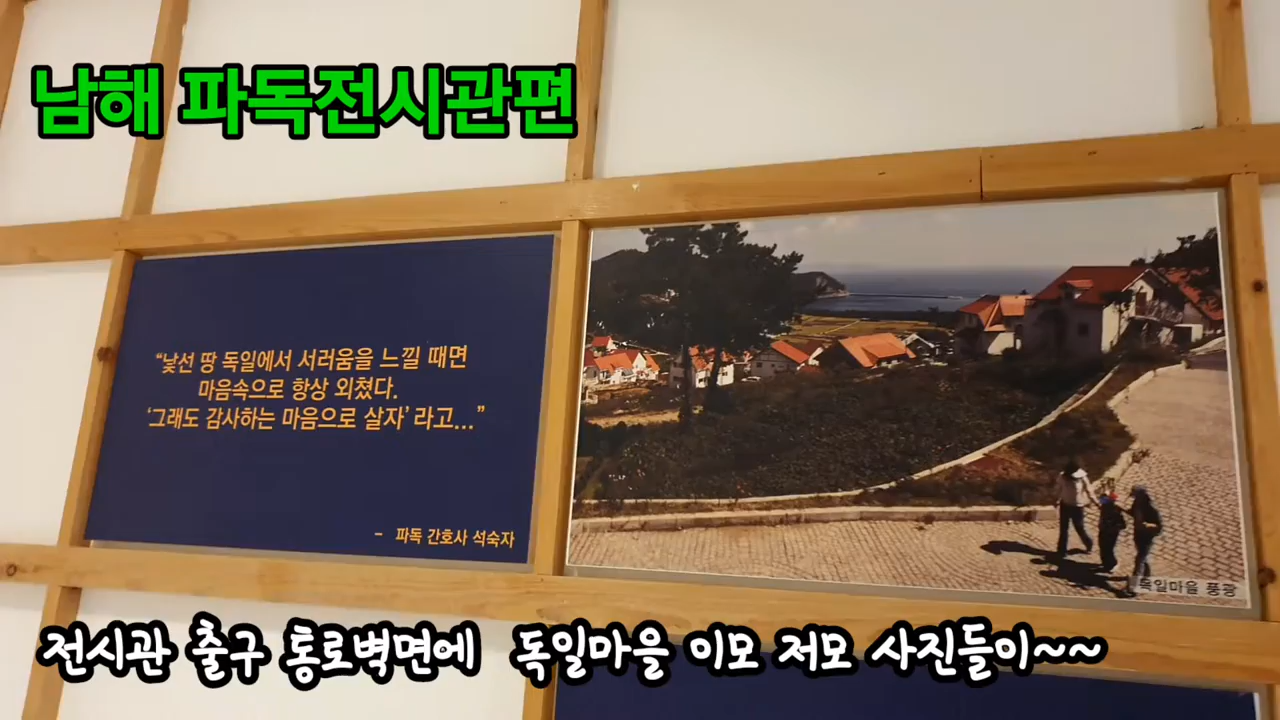 남해 파독전시관편
“낯선 땅 독일에서 서러움을 느낄 때면
마음속으로 항상 외쳤다.
‘그래도 감사하는 마음으로 살자’ 라고...”
- 파독 간호사 석숙자
독일마을 풍광
전시관 출구 통로벽면에 독일마을 이모 저모 사진들이~~